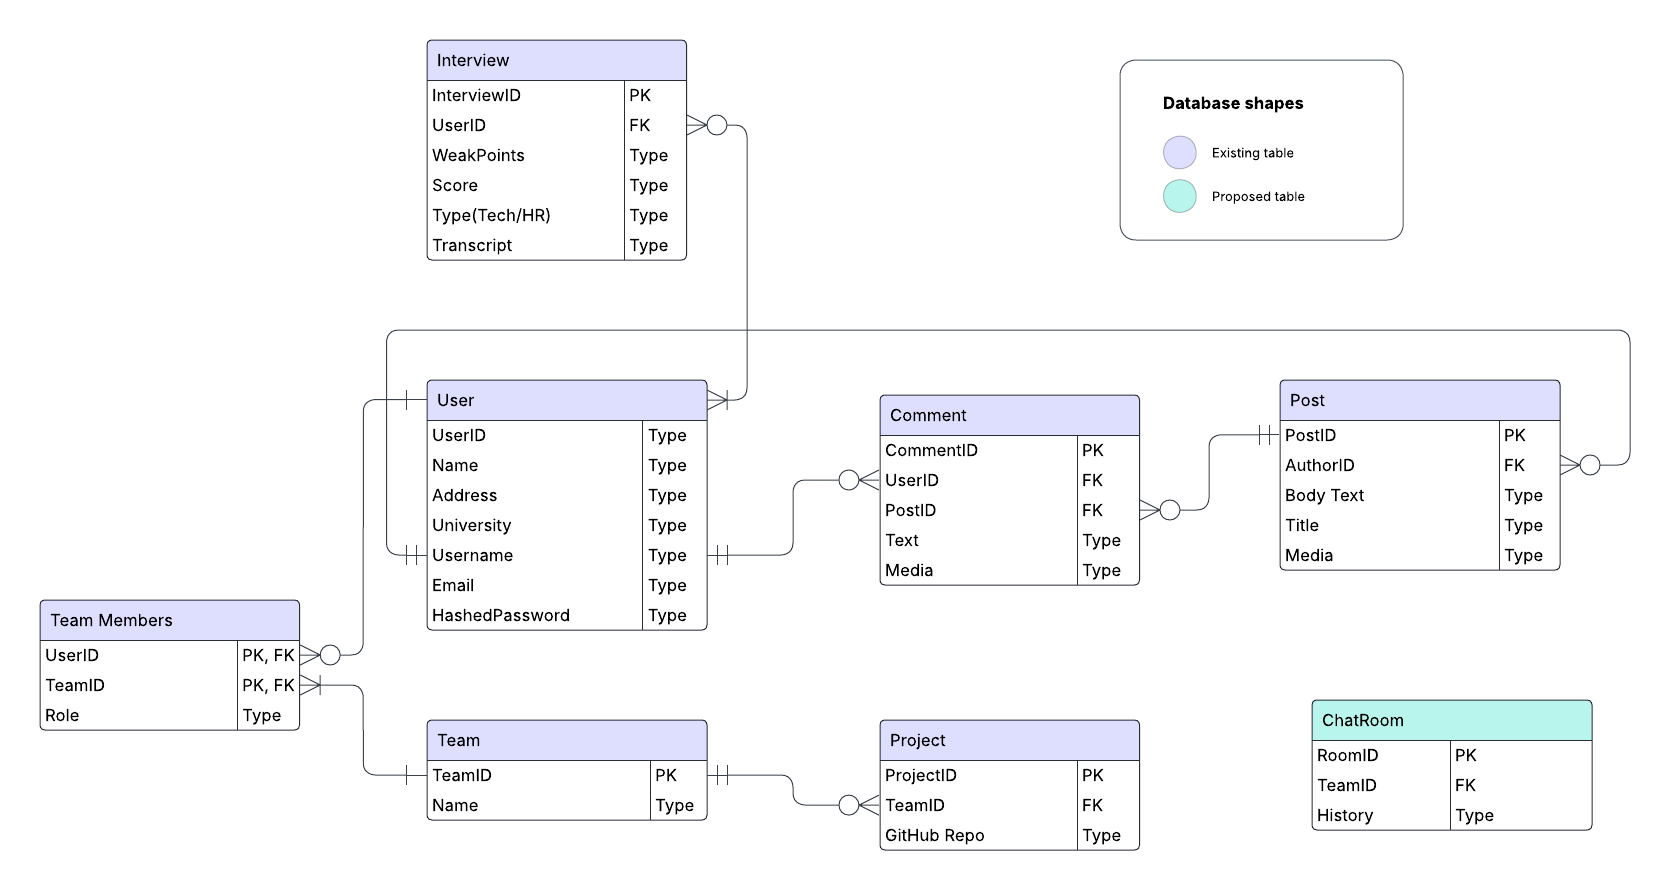 Interview
InterviewID PK
UserID FK
WeakPoints Type
Score Type
Type(Tech/HR) Type
Transcript Type
Database shapes
Existing table
Proposed table
User
UserID Type
Name Type
Address Type
University Type
Username Type
Email Type
HashedPassword Type
Comment
CommentID PK
UserID FK
PostID FK
Text Type
Media Type
Post
PostID PK
AuthorID FK
Body Text Type
Title Type
Media Type
Team Members
UserID PK, FK
TeamID PK, FK
Role Type
Team
TeamID PK
Name Type
Project
ProjectID PK
TeamID FK
GitHub Repo Type
ChatRoom
RoomID PK
TeamID FK
History Type